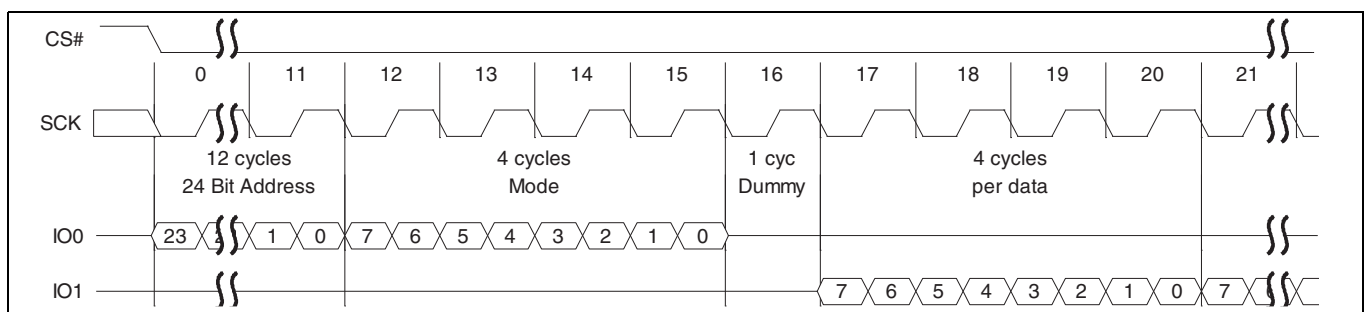 CS#
0 11 12 13 14 15 16 17 18 19 20 21
SCK
12 cycles 4 cycles 1 cyc 4 cycles
24 Bit Address Mode Dummy per data
IO0 23 1 0 7 6 5 4 3 2 1 0
IO1 7 6 5 4 3 2 1 0 7